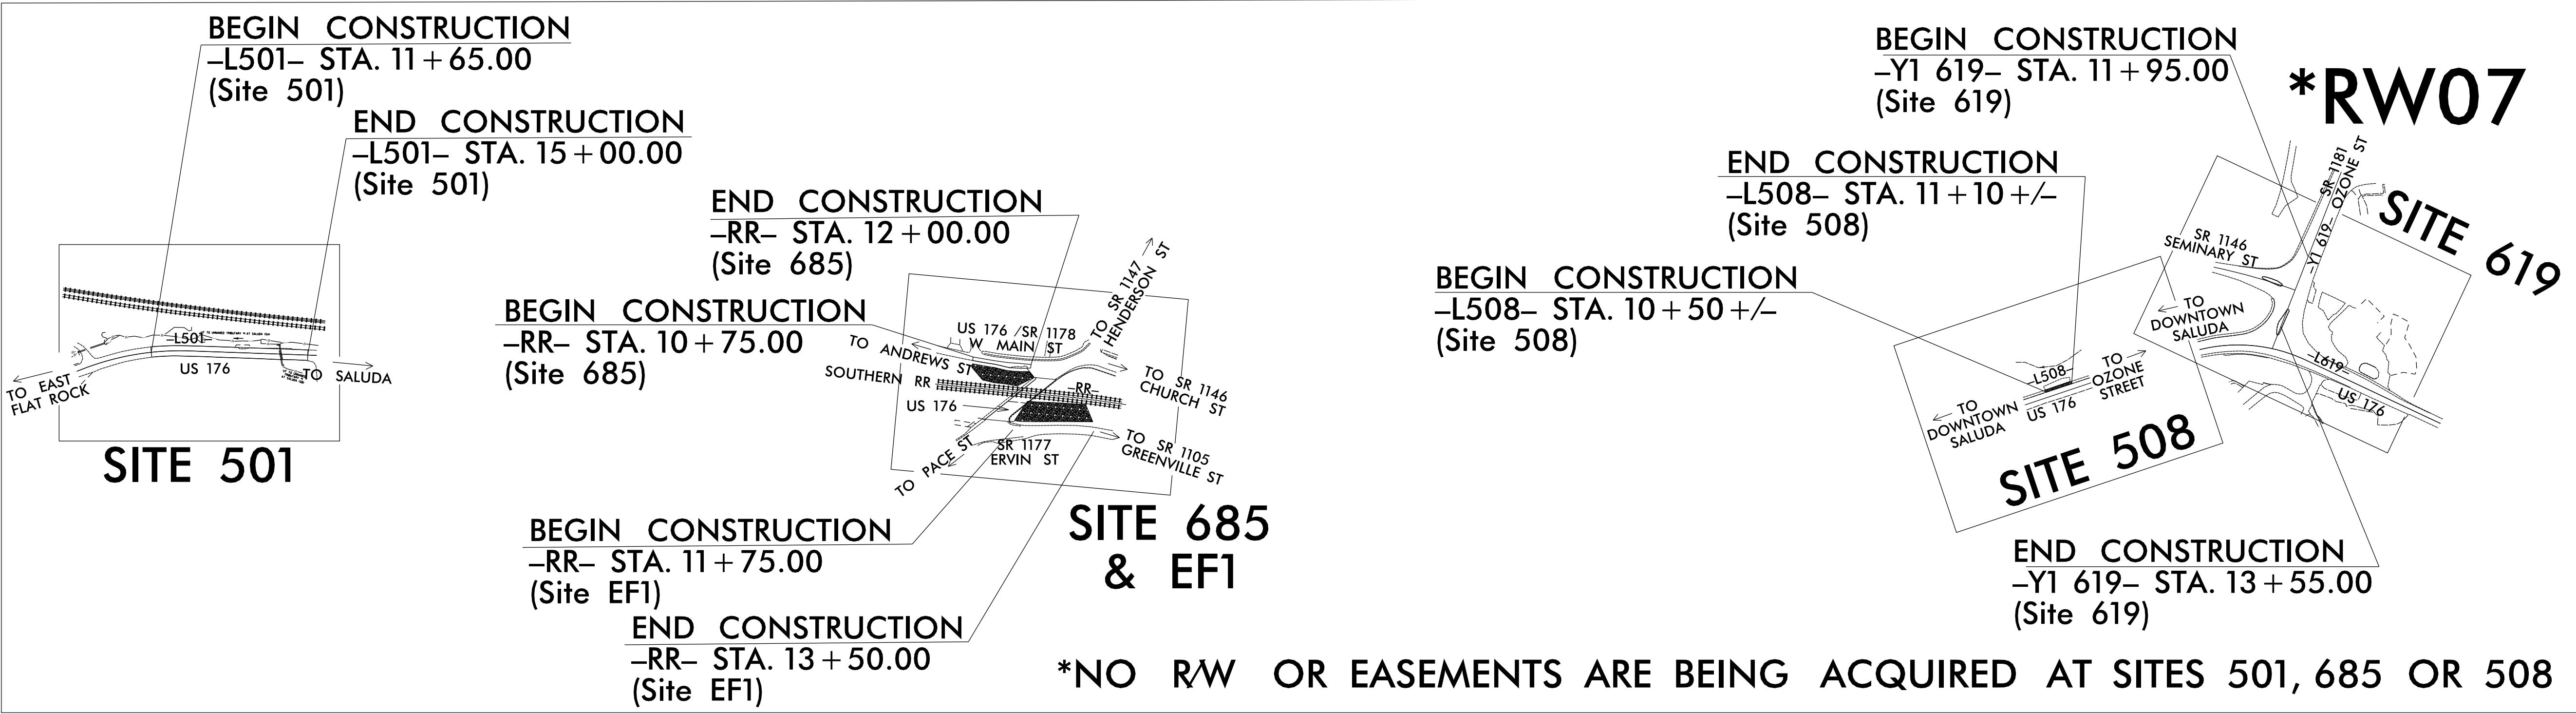 BEGIN CONSTRUCTION
–L501– STA. 11+65.00
(Site 501)
END CONSTRUCTION
–L501– STA. 15+00.00
(Site 501)
–L501–
US 176
TO EAST
FLAT ROCK
TO SALUDA
SITE 501
END CONSTRUCTION
–RR– STA. 12+00.00
(Site 685)
BEGIN CONSTRUCTION
–RR– STA. 10+75.00
(Site 685)
TO SR 1147
HENDERSON ST
US 176 /SR 1178
W MAIN ST
TO ANDREWS ST
SOUTHERN RR
–RR–
US 176
TO SR 1146
CHURCH ST
TO SR 1105
GREENVILLE ST
SR 1177
ERVIN ST
TO PACE ST
SITE 685
& EF1
BEGIN CONSTRUCTION
–RR– STA. 11+75.00
(Site EF1)
END CONSTRUCTION
–RR– STA. 13+50.00
(Site EF1)
BEGIN CONSTRUCTION
–Y1 619– STA. 11+95.00
(Site 619)
*RW07
END CONSTRUCTION
–L508– STA. 11+10 +/–
(Site 508)
BEGIN CONSTRUCTION
–L508– STA. 10+50 +/–
(Site 508)
SR 1181
OZONE ST
–Y1 619–
SITE 619
SR 1146
SEMINARY ST
TO
DOWNTOWN
SALUDA
–L619–
US 176
–L508–
US 176
TO
OZONE
STREET
TO
DOWNTOWN
SALUDA
SITE 508
END CONSTRUCTION
–Y1 619– STA. 13+55.00
(Site 619)
*NO R/W OR EASEMENTS ARE BEING ACQUIRED AT SITES 501, 685 OR 508